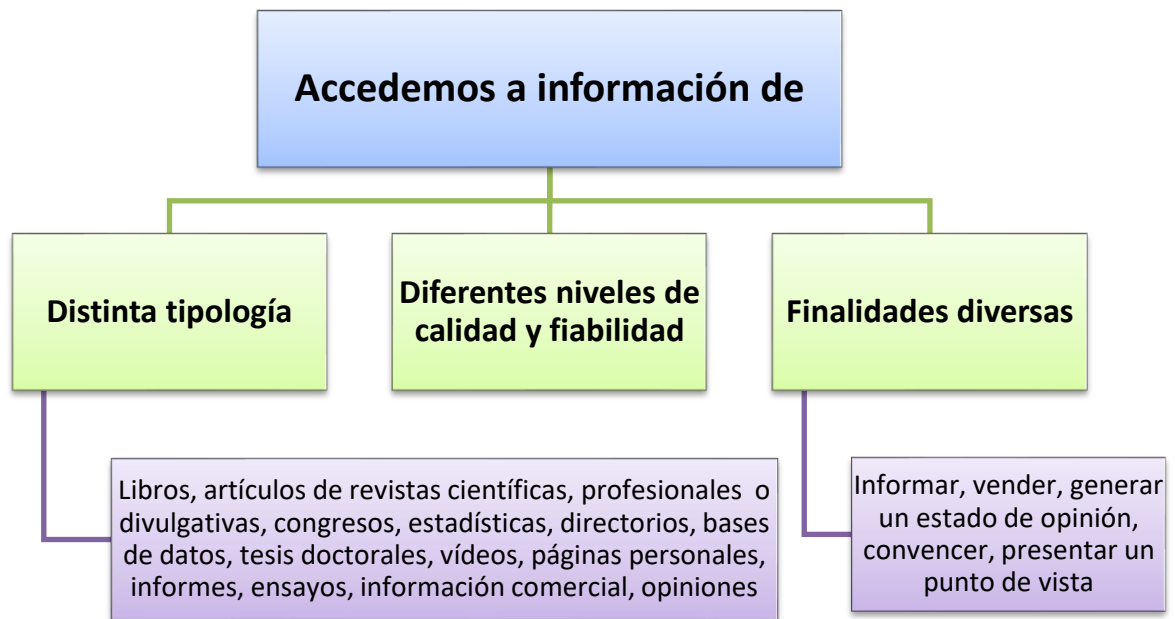 Accedemos a información de
Distinta tipología
Diferentes niveles de
calidad y fiabilidad
Finalidades diversas
Libros, artículos de revistas científicas, profesionales o
divulgativas, congresos, estadísticas, directorios, bases
de datos, tesis doctorales, vídeos, páginas personales,
informes, ensayos, información comercial, opiniones
Informar, vender, generar
un estado de opinión,
convencer, presentar un
punto de vista